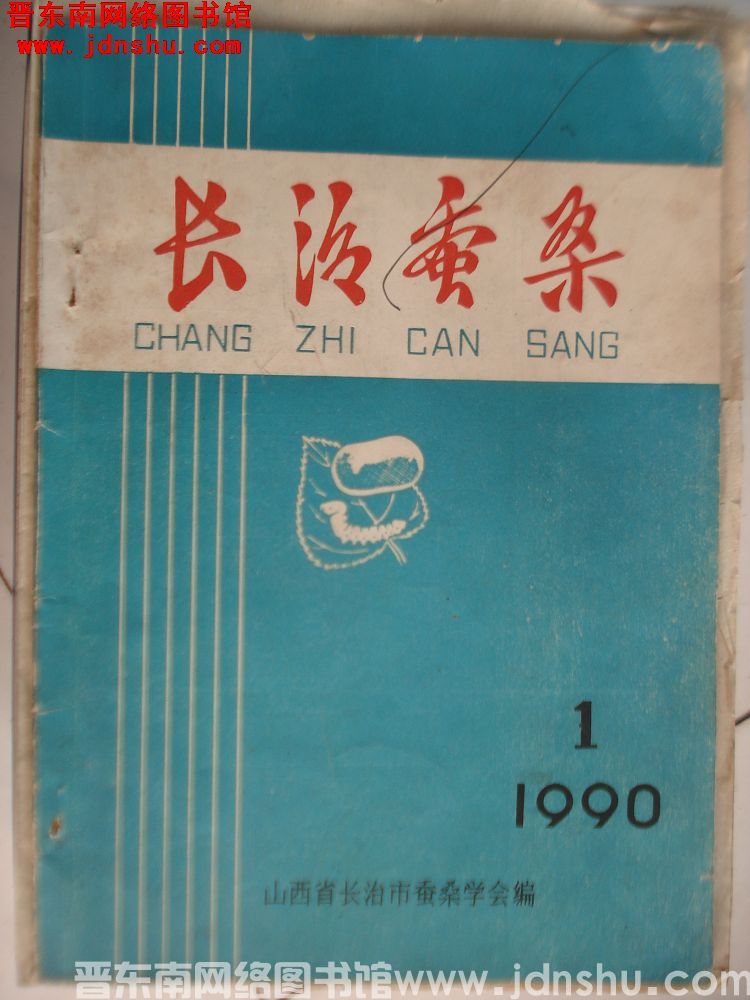 晋东南网络图书馆
www.jdnshu.com
长治蚕桑
CHANG ZHI CAN SANG
1
1990
山西省长治市蚕桑学会编
晋东南网络图书馆www.jdnshu.com